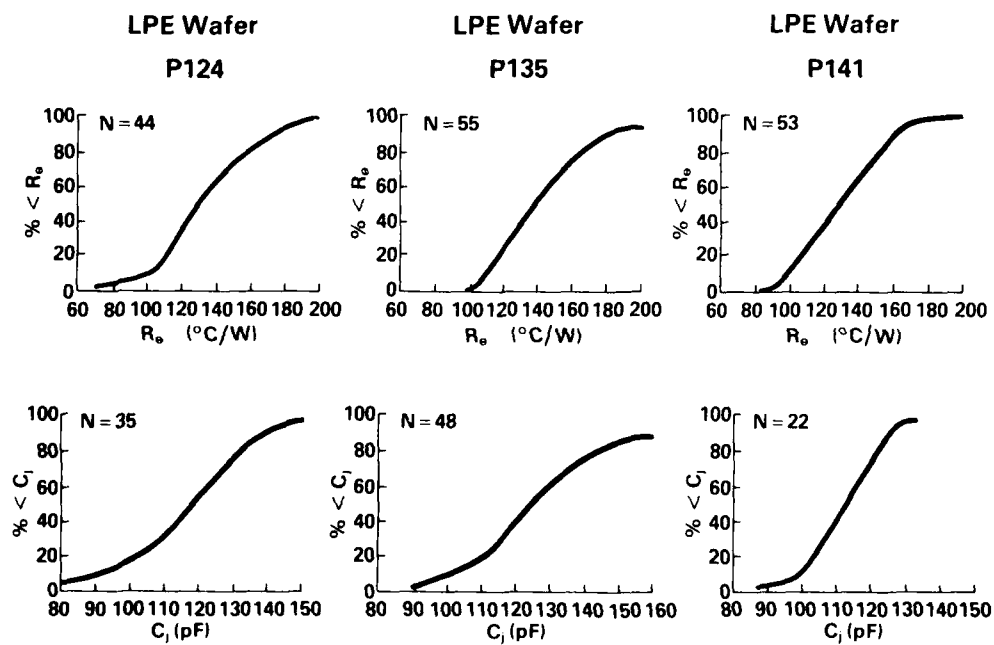 LPE Wafer
P124
LPE Wafer
P135
LPE Wafer
P141
N = 44
% < Rθ
100
80
60
40
20
0
60 80 100 120 140 160 180 200
Rθ (°C/W)
N = 55
% < Rθ
100
80
60
40
20
0
60 80 100 120 140 160 180 200
Rθ (°C/W)
N = 53
% < Rθ
100
80
60
40
20
0
60 80 100 120 140 160 180 200
Rθ (°C/W)
N = 35
% < Cj
100
80
60
40
20
0
80 90 100 110 120 130 140 150
Cj (pF)
N = 48
% < Cj
100
80
60
40
20
0
80 90 100 110 120 130 140 150 160
Cj (pF)
N = 22
% < Cj
100
80
60
40
20
0
80 90 100 110 120 130 140 150
Cj (pF)